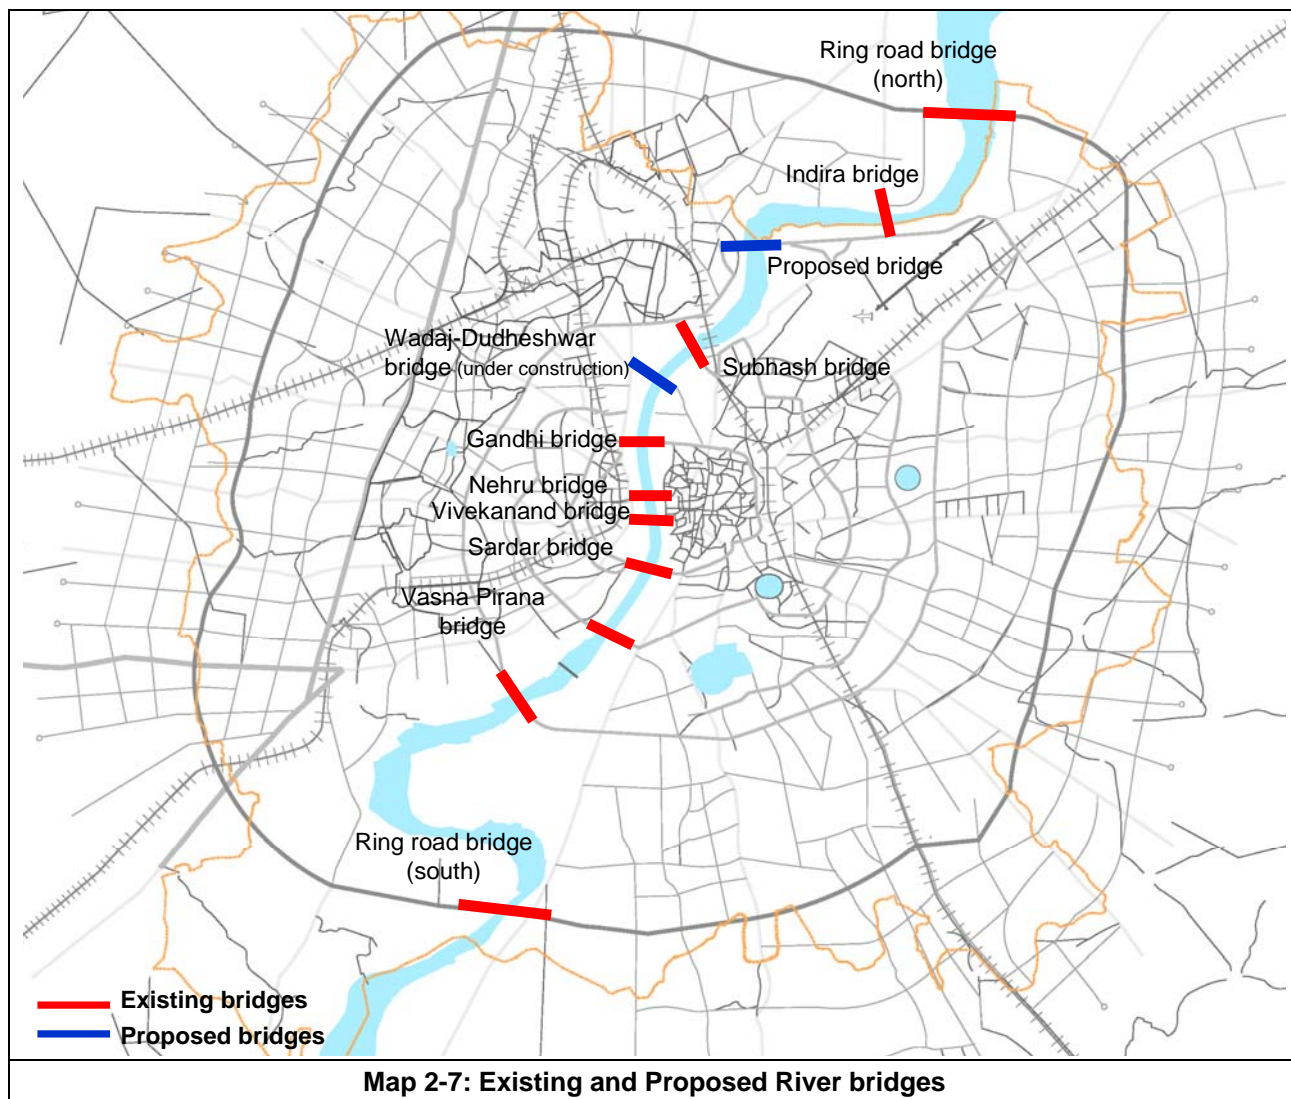 Ring road bridge
(north)
Indira bridge
Proposed bridge
Wadaj-Dudheshwar
bridge (under construction)
Subhash bridge
Gandhi bridge
Nehru bridge
Vivekanand bridge
Sardar bridge
Vasna Pirana
bridge
Ring road bridge
(south)
Existing bridges
Proposed bridges
Map 2-7: Existing and Proposed River bridges